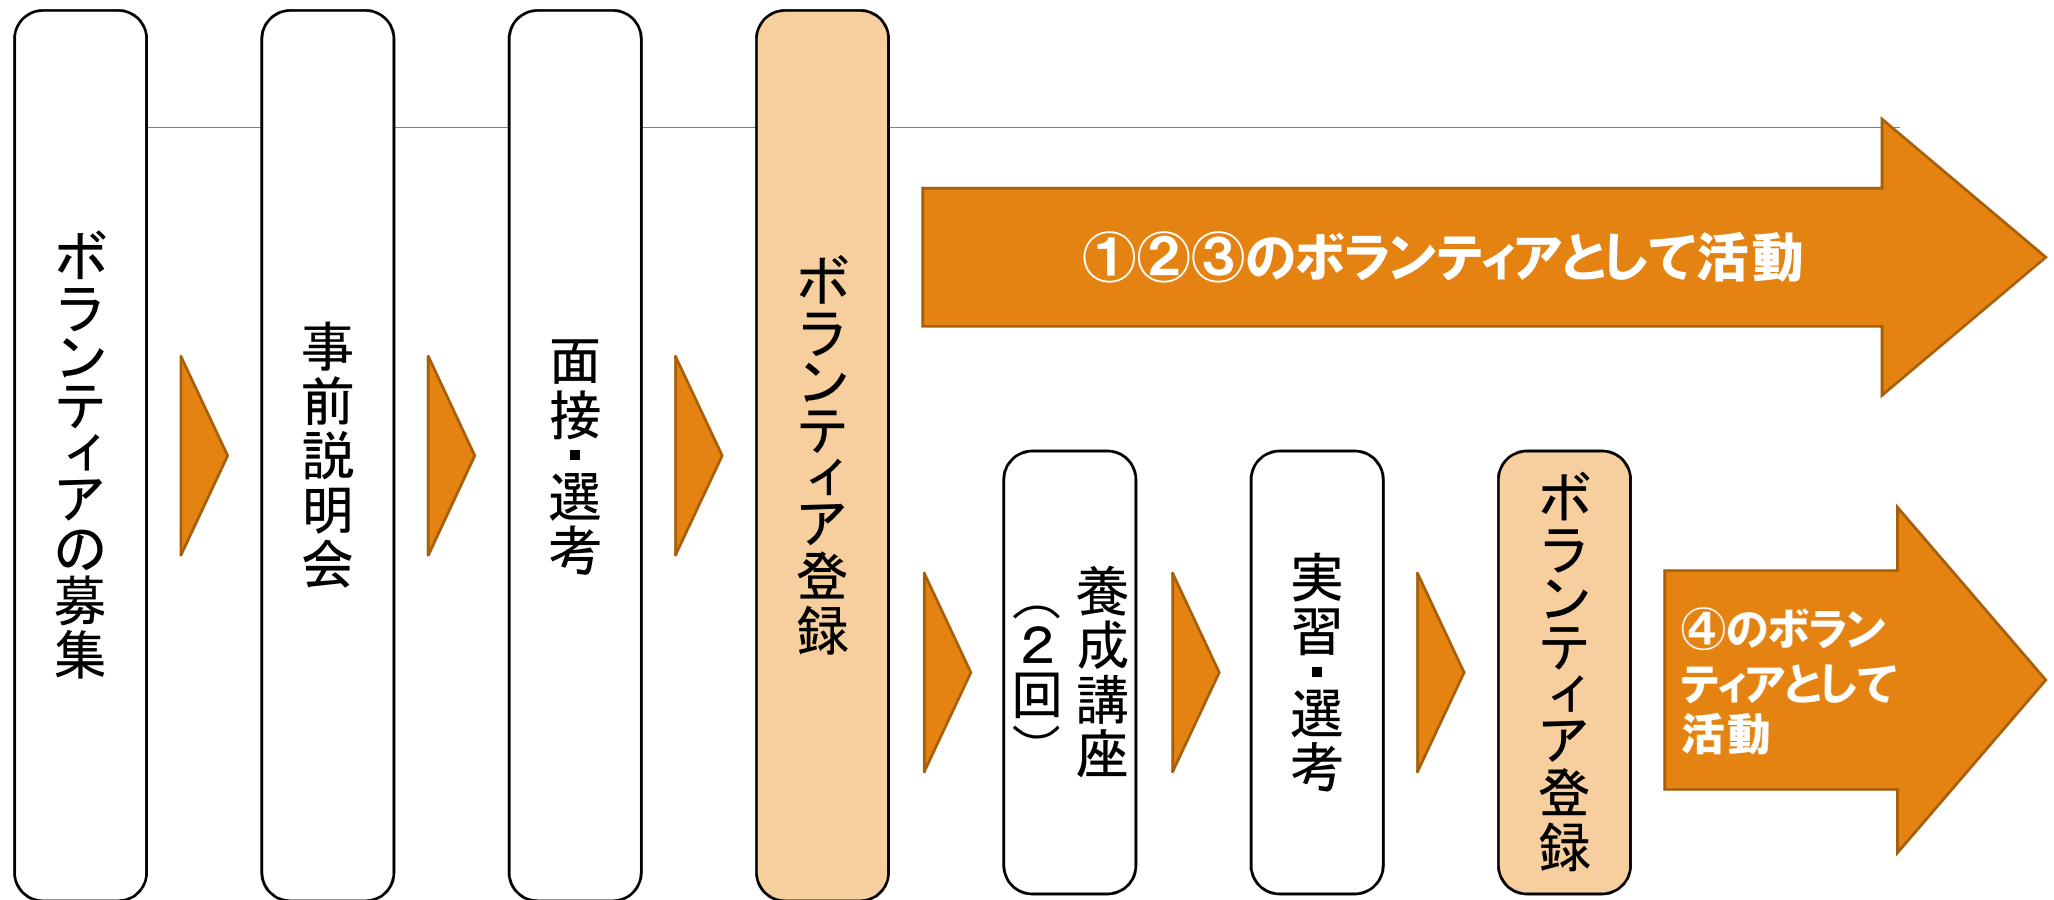 ボランティアの募集
事前説明会
面接・選考
ボランティア登録
①②③のボランティアとして活動
養成講座
（２回）
実習・選考
ボランティア登録
④のボラン
ティアとして
活動